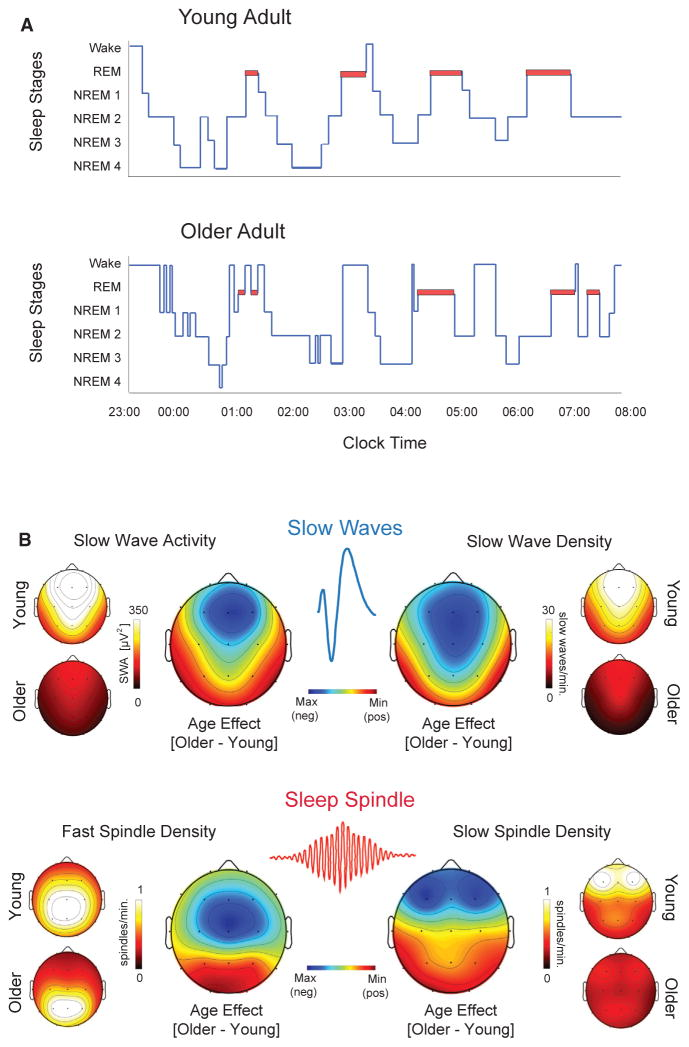 A
Young Adult
Sleep Stages
Wake
REM
NREM 1
NREM 2
NREM 3
NREM 4
Older Adult
Sleep Stages
Wake
REM
NREM 1
NREM 2
NREM 3
NREM 4
23:00 00:00 01:00 02:00 03:00 04:00 05:00 06:00 07:00 08:00
Clock Time
B
Slow Waves
Slow Wave Activity
Slow Wave Density
Young
Older
350
SWA [µV²]
0
Age Effect
[Older - Young]
Max
(neg)
Min
(pos)
Age Effect
[Older - Young]
30
slow waves/min.
0
Young
Older
Sleep Spindle
Fast Spindle Density
Slow Spindle Density
Young
Older
1
spindles/min.
0
Age Effect
[Older - Young]
Max
(neg)
Min
(pos)
Age Effect
[Older - Young]
1
spindles/min.
0
Young
Older